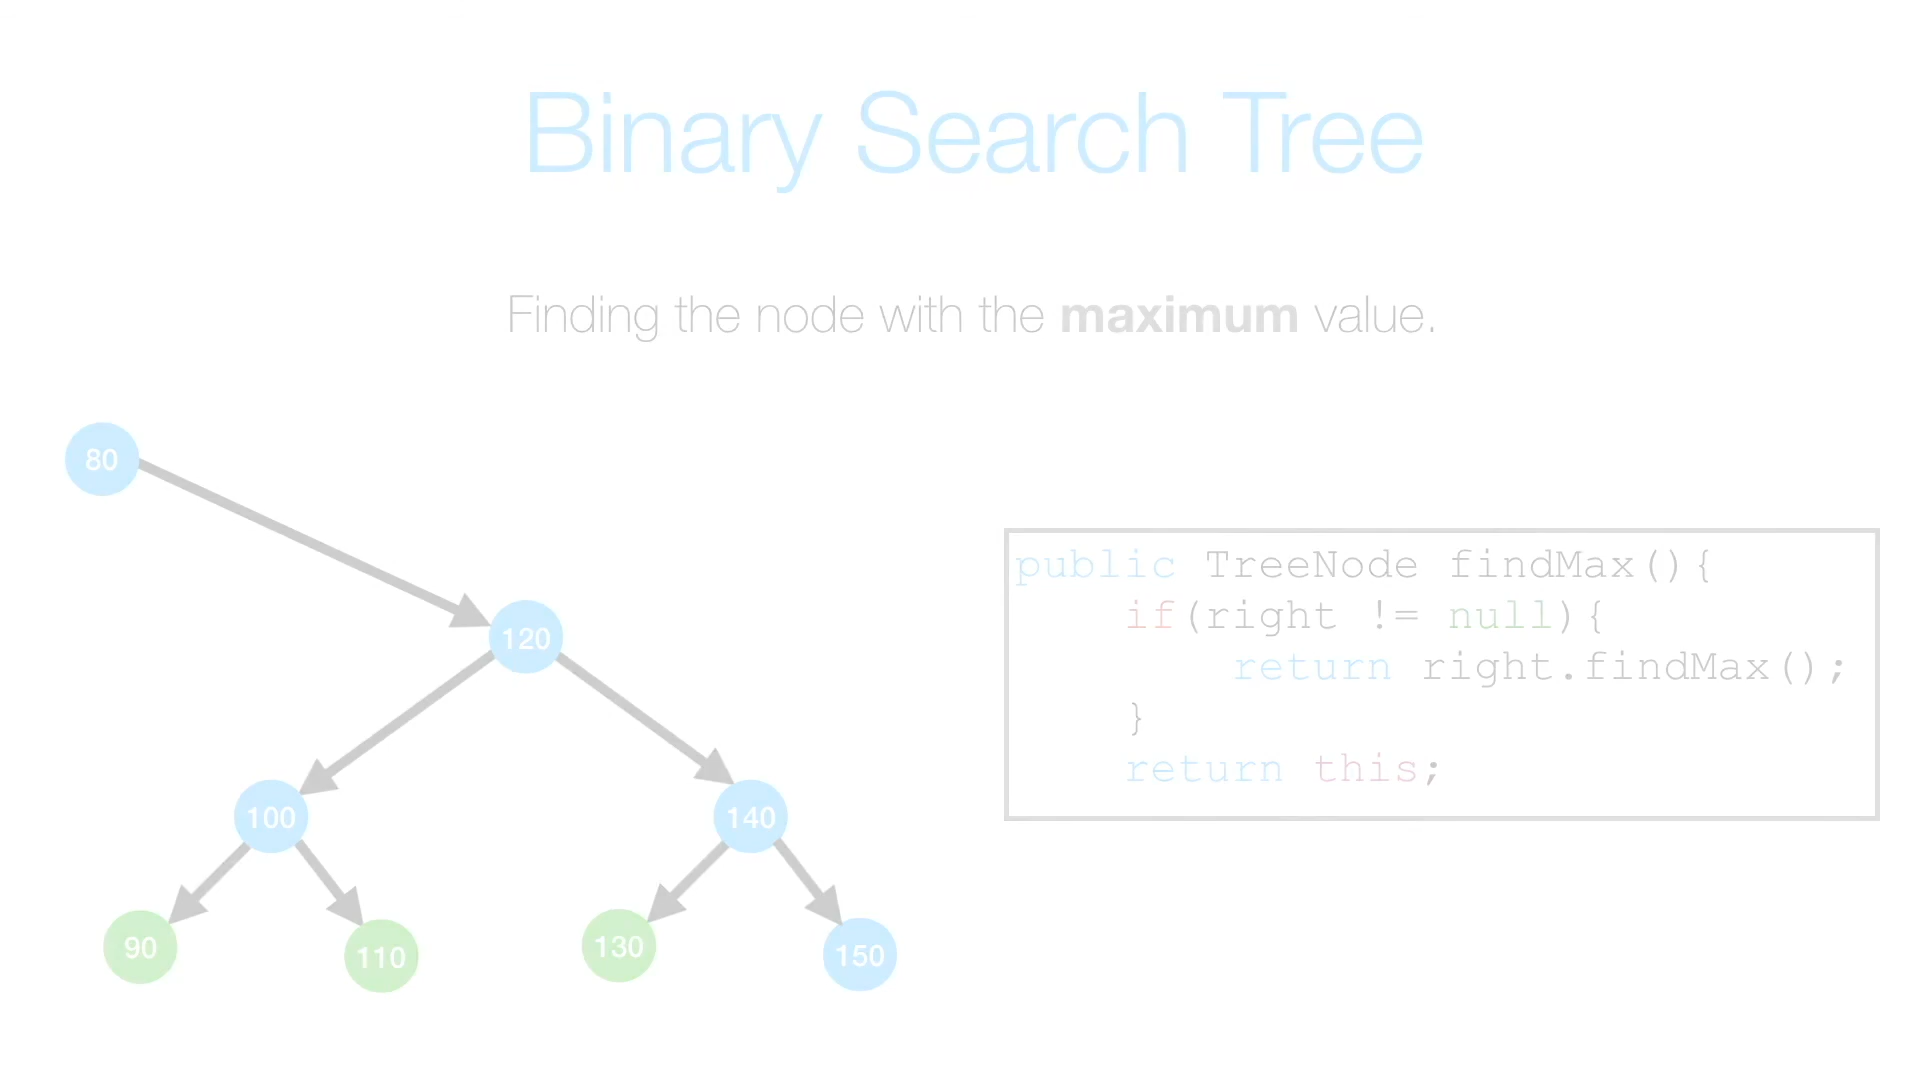 Binary Search Tree
Finding the node with the maximum value.
80
120
100
140
90
110
130
150
public TreeNode findMax(){
if(right != null){
return right.findMax();
}
return this;